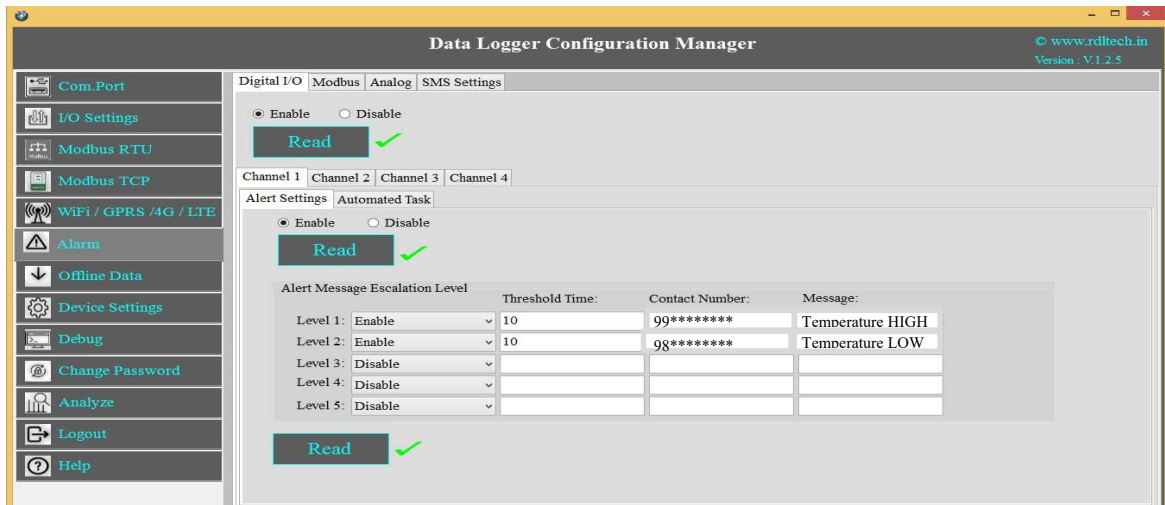 Data Logger Configuration Manager
© www.rdltech.in
Version : V.1.2.5
Com.Port
I/O Settings
Modbus RTU
Modbus TCP
WiFi / GPRS /4G / LTE
Alarm
Offline Data
Device Settings
Debug
Change Password
Analyze
Logout
Help
Digital I/O Modbus Analog SMS Settings
Enable Disable
Read
Channel 1 Channel 2 Channel 3 Channel 4
Alert Settings Automated Task
Enable Disable
Read
Alert Message Escalation Level
Threshold Time: Contact Number: Message:
Level 1: Enable 10 99******** Temperature HIGH
Level 2: Enable 10 98******** Temperature LOW
Level 3: Disable
Level 4: Disable
Level 5: Disable
Read